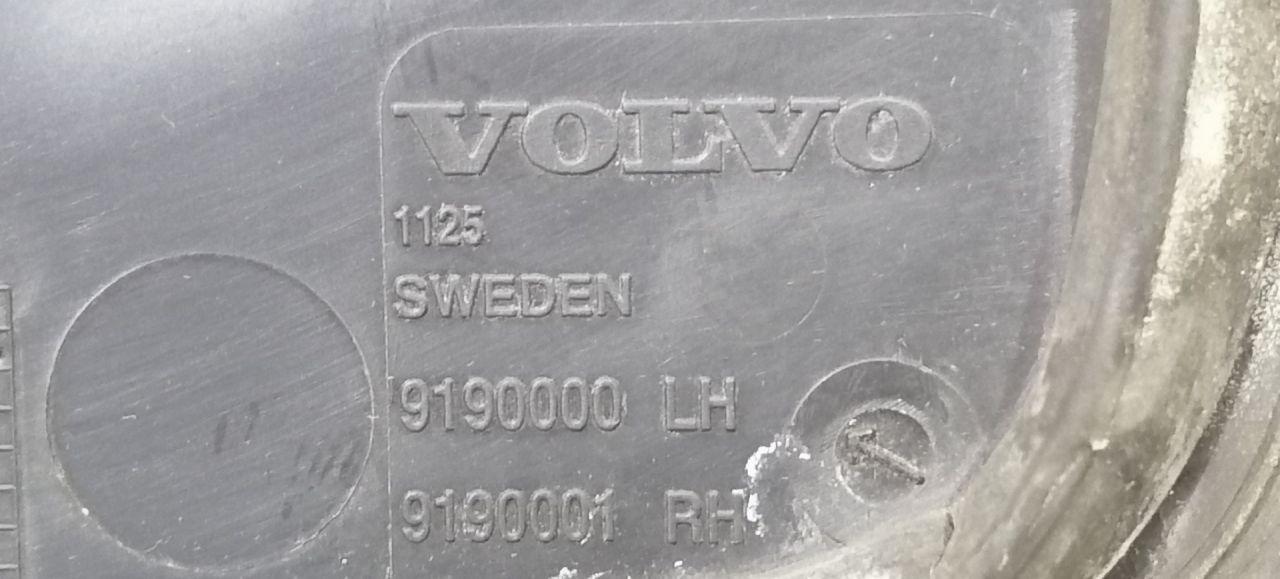 VOLVO
1125
SWEDEN
9190000 LH
9190001 RH